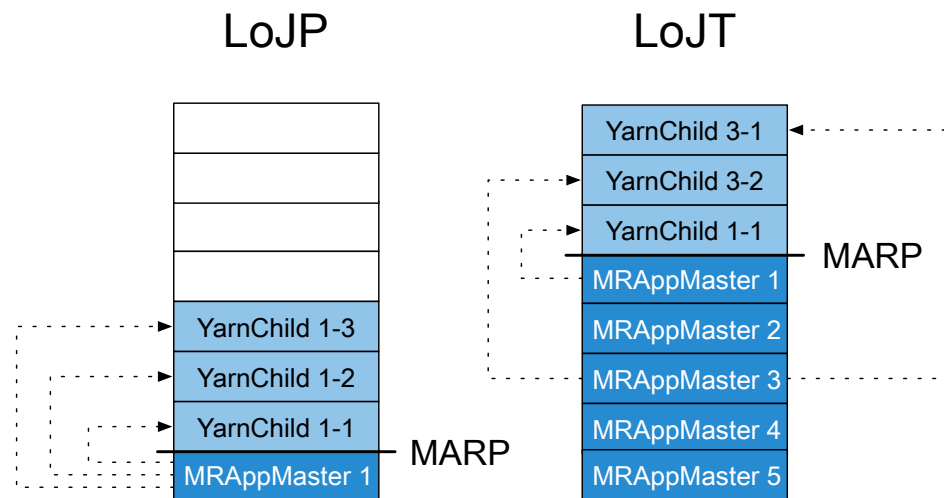 LoJP
YarnChild 1-3
YarnChild 1-2
YarnChild 1-1
MARP
MRAppMaster 1
LoJT
YarnChild 3-1
YarnChild 3-2
YarnChild 1-1
MARP
MRAppMaster 1
MRAppMaster 2
MRAppMaster 3
MRAppMaster 4
MRAppMaster 5